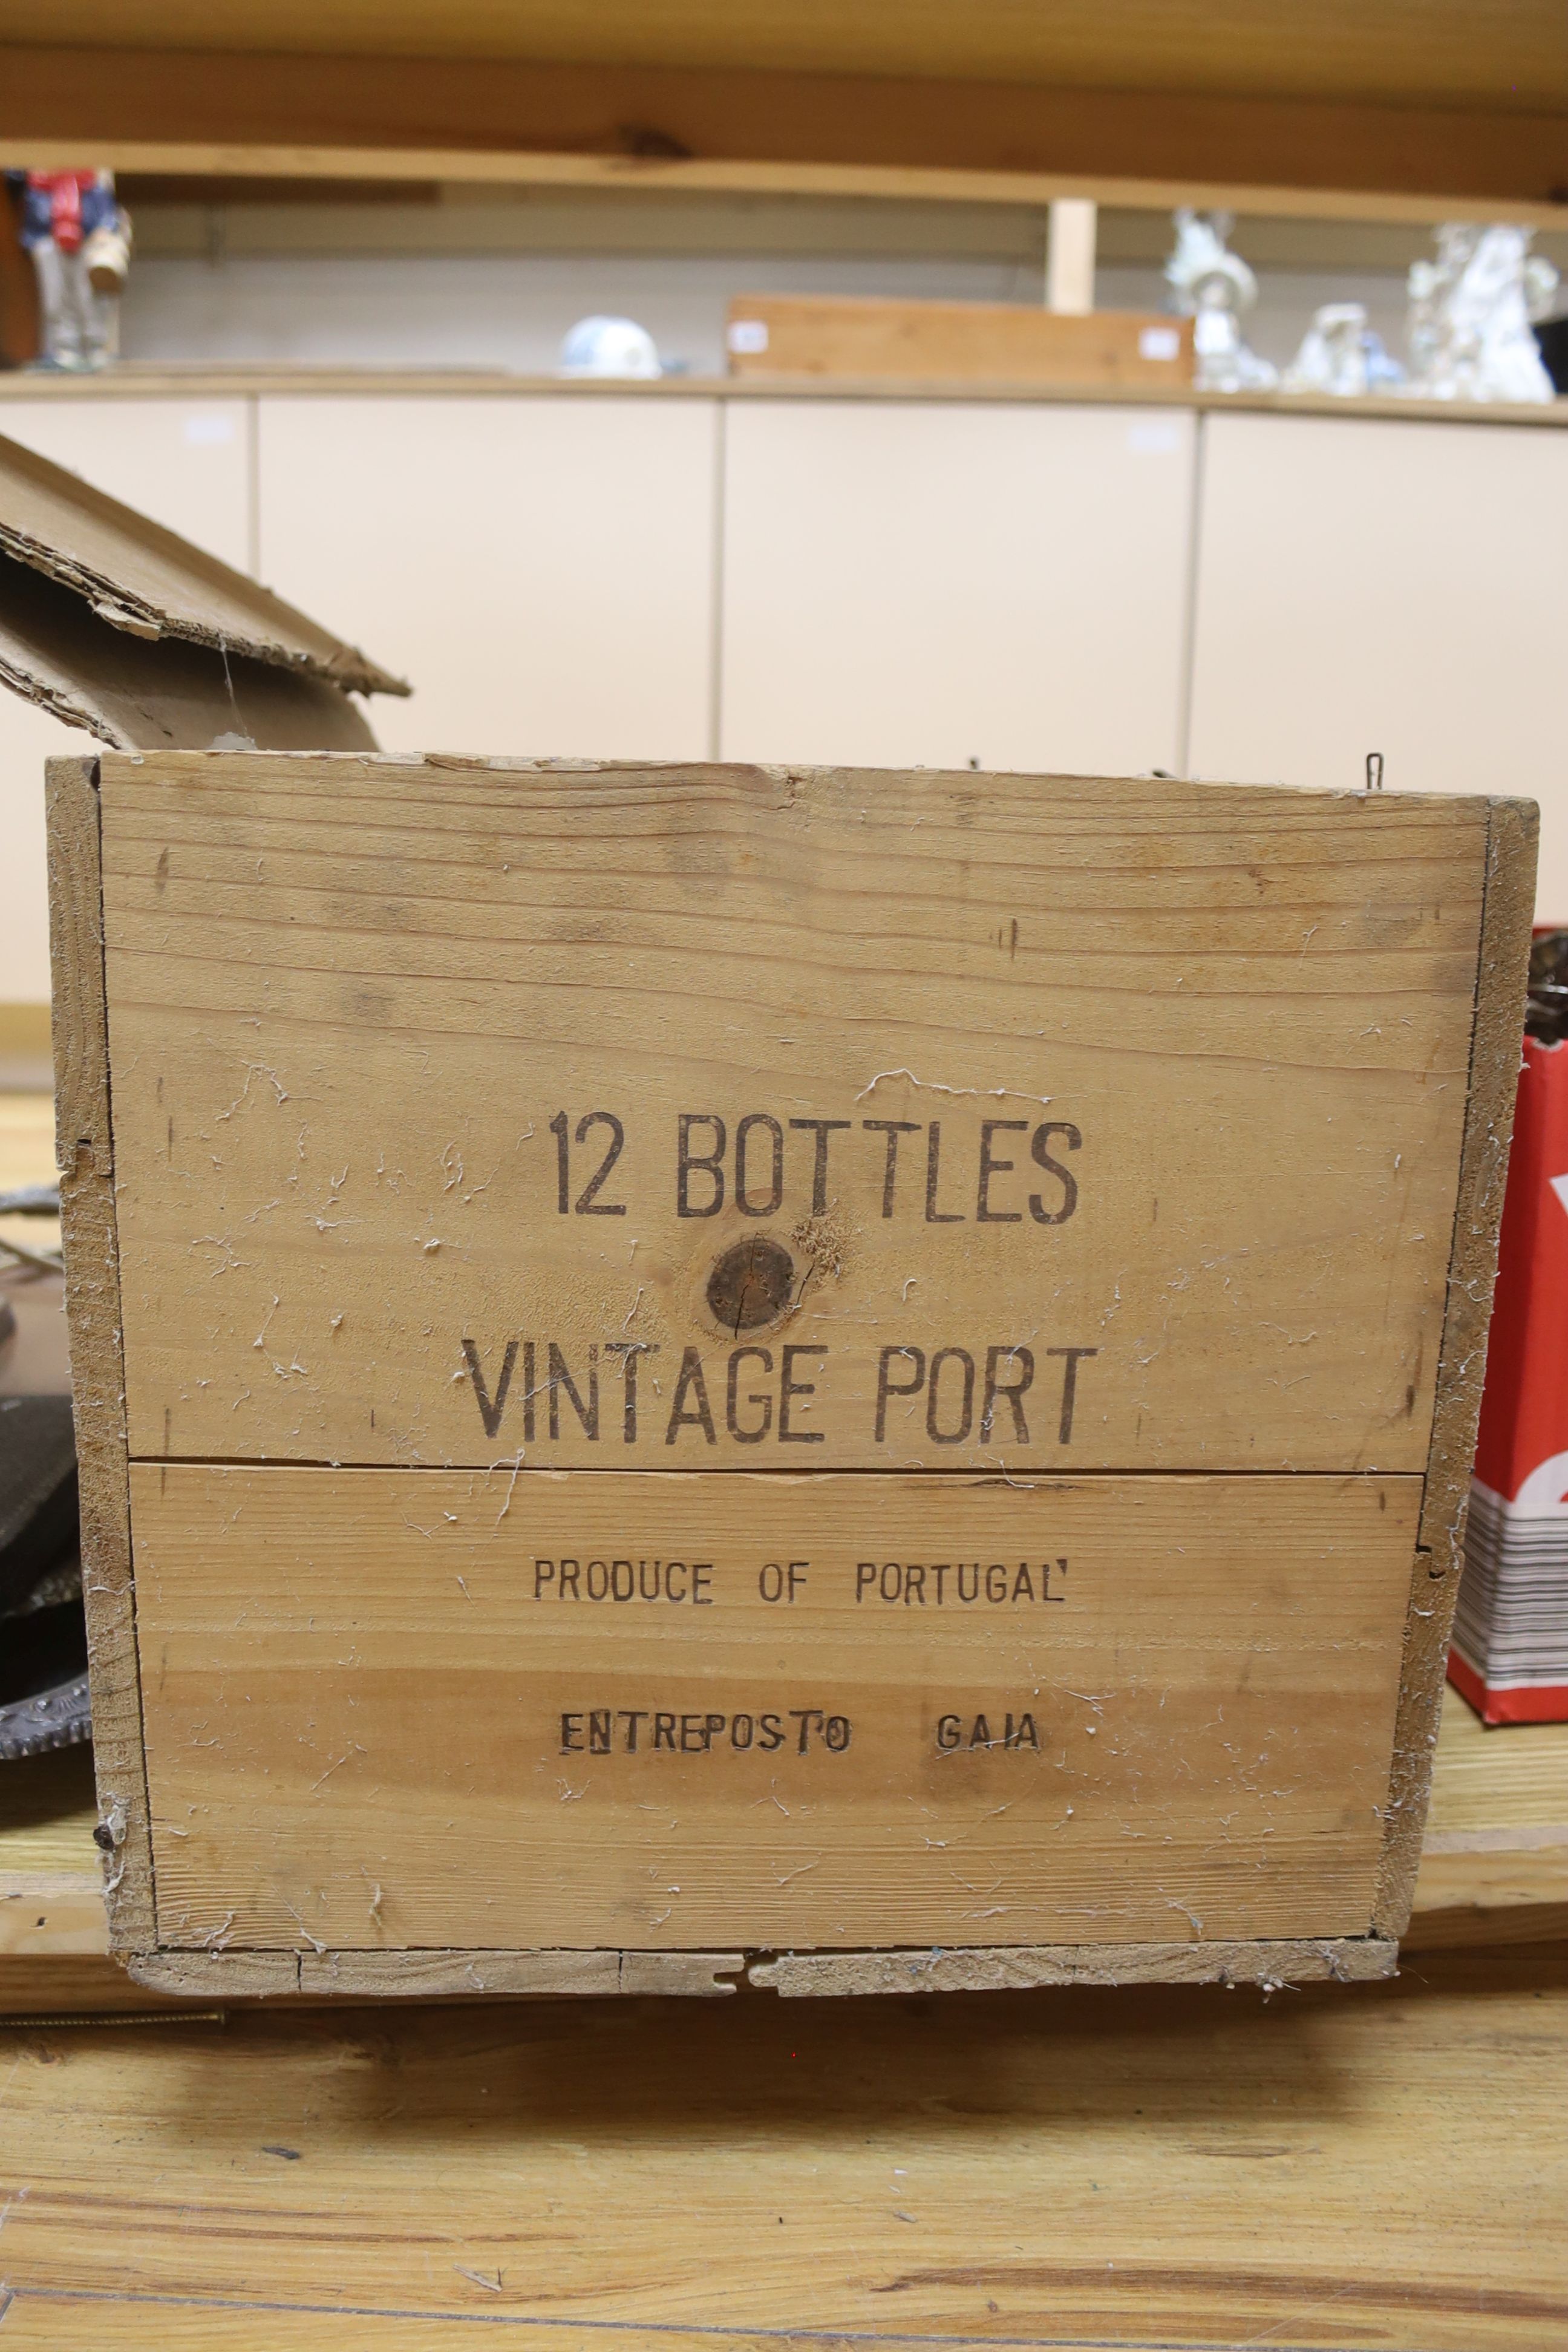 12 BOTTLES
VINTAGE PORT
PRODUCE OF PORTUGAL
ENTREPOSTO GAIA